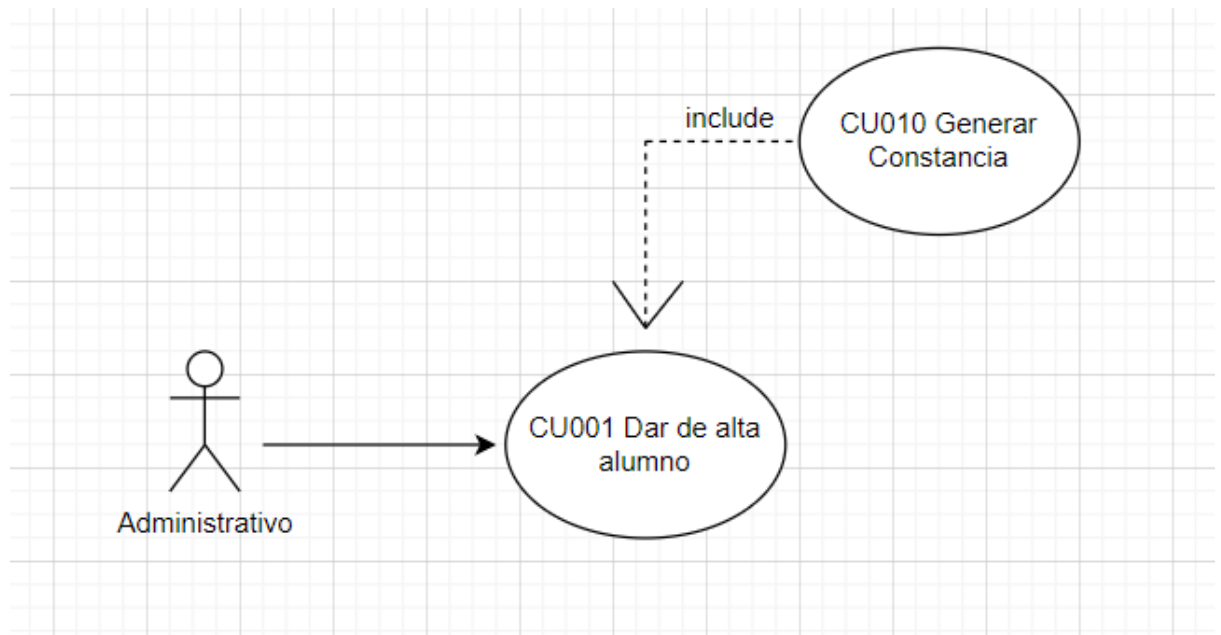 include
CU010 Generar
Constancia
CU001 Dar de alta
alumno
Administrativo